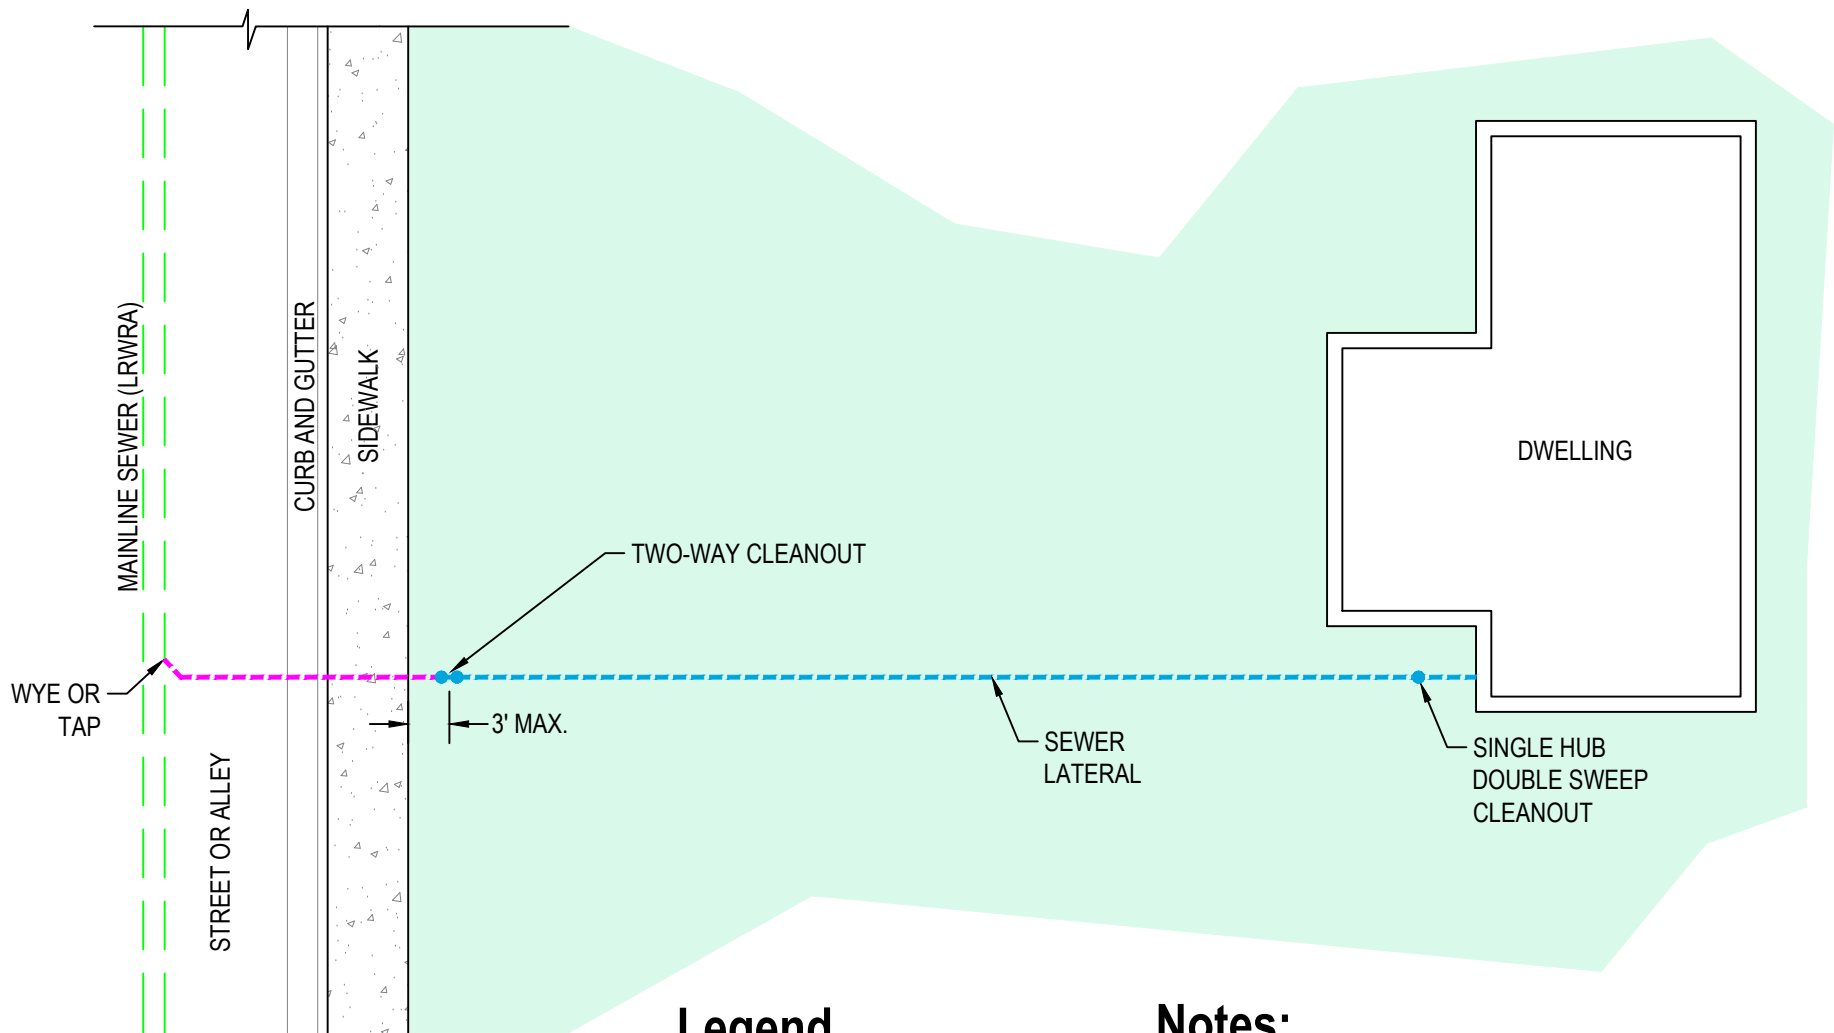 MAINLINE SEWER (LRWRA)
CURB AND GUTTER
SIDEWALK
DWELLING
TWO-WAY CLEANOUT
WYE OR
TAP
3' MAX.
SEWER
LATERAL
SINGLE HUB
DOUBLE SWEEP
CLEANOUT
STREET OR ALLEY
Legend
Notes: